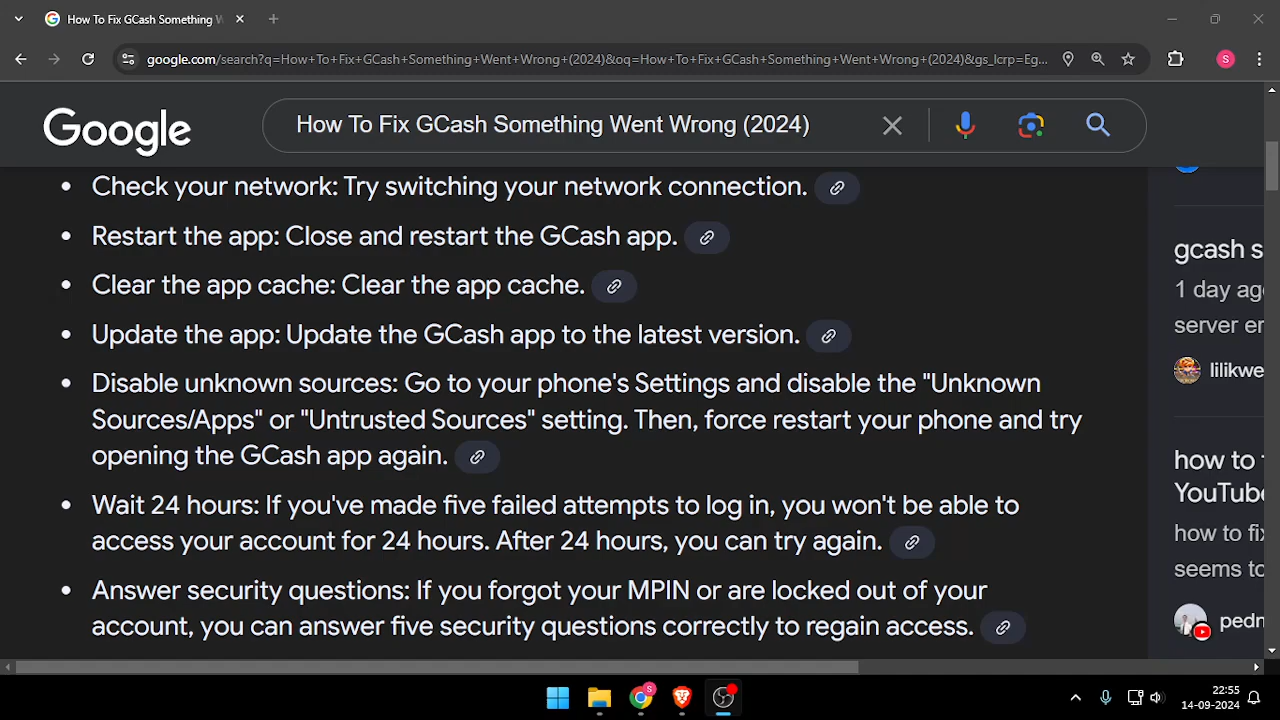 How To Fix GCash Something W
google.com/search?q=How+To+Fix+GCash+Something+Went+Wrong+(2024)&oq=How+To+Fix+GCash+Something+Went+Wrong+(2024)&gs_lcrp=Eg...
S
Google
How To Fix GCash Something Went Wrong (2024)
• Check your network: Try switching your network connection.
• Restart the app: Close and restart the GCash app.
• Clear the app cache: Clear the app cache.
• Update the app: Update the GCash app to the latest version.
• Disable unknown sources: Go to your phone's Settings and disable the "Unknown
Sources/Apps" or "Untrusted Sources" setting. Then, force restart your phone and try
opening the GCash app again.
• Wait 24 hours: If you've made five failed attempts to log in, you won't be able to
access your account for 24 hours. After 24 hours, you can try again.
• Answer security questions: If you forgot your MPIN or are locked out of your
account, you can answer five security questions correctly to regain access.
gcash s
1 day ag
server er
lilikwe
how to
YouTube
how to fix
seems to
pedr
S
22:55
14-09-2024